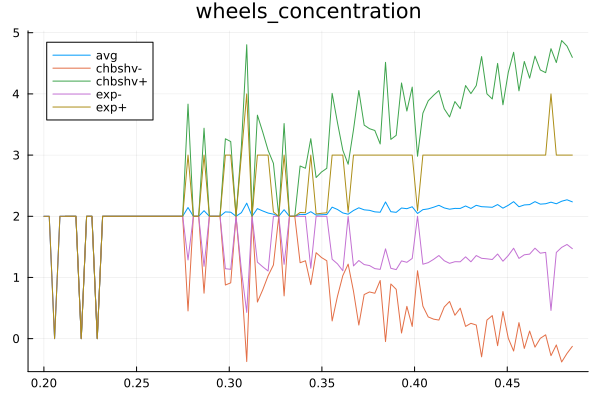 wheels_concentration
5
4
3
2
1
0
avg
chbshv-
chbshv+
exp-
exp+
0.20
0.25
0.30
0.35
0.40
0.45